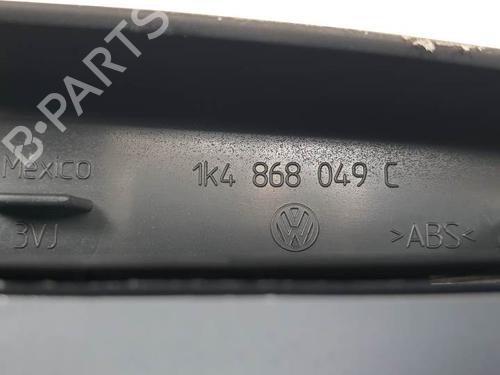 B-PARTS
Mexico 1K4 868 049 C
3VJ >ABS<